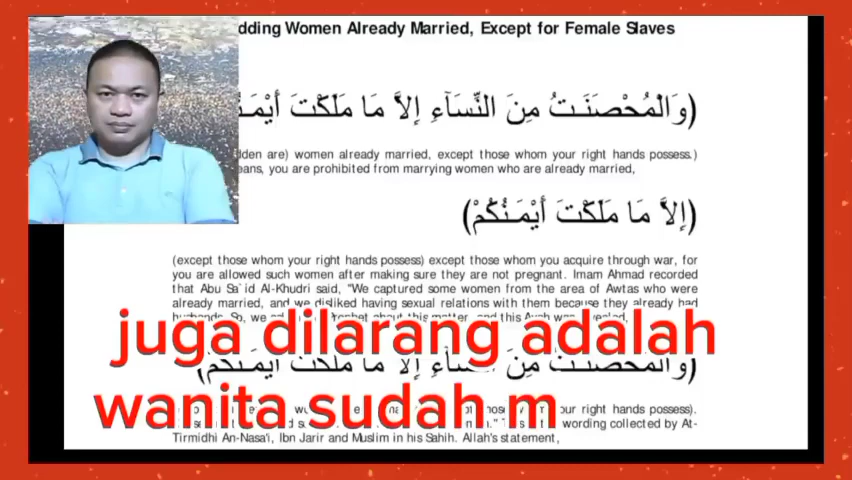 dding Women Already Married, Except for Female Slaves
(وَالْمُحْصَنَـتُ مِنَ النِّسَآءِ إِلاَّ مَا مَلَكْتَ أَيْمَـنُ
dden are) women already married, except those whom your right hands possess.)
eans, you are prohibited from marrying women who are already married,
(إِلاَّ مَا مَلَكْتَ أَيْمَـنُكُمْ)
(except those whom your right hands possess) except those whom you acquire through war, for
you are allowed such women after making sure they are not pregnant. Imam Ahmad recorded
that Abu Sa`id Al-Khudri said, "We captured some women from the area of Awtas who were
already married, and we disliked having sexual relations with them because they already had
juga dilarang adalah
wanita sudah m
our right hands possess).
wording collected by At-
Tirmidhi An-Nasa'i, Ibn Jarir and Muslim in his Sahih. Allah's statement,